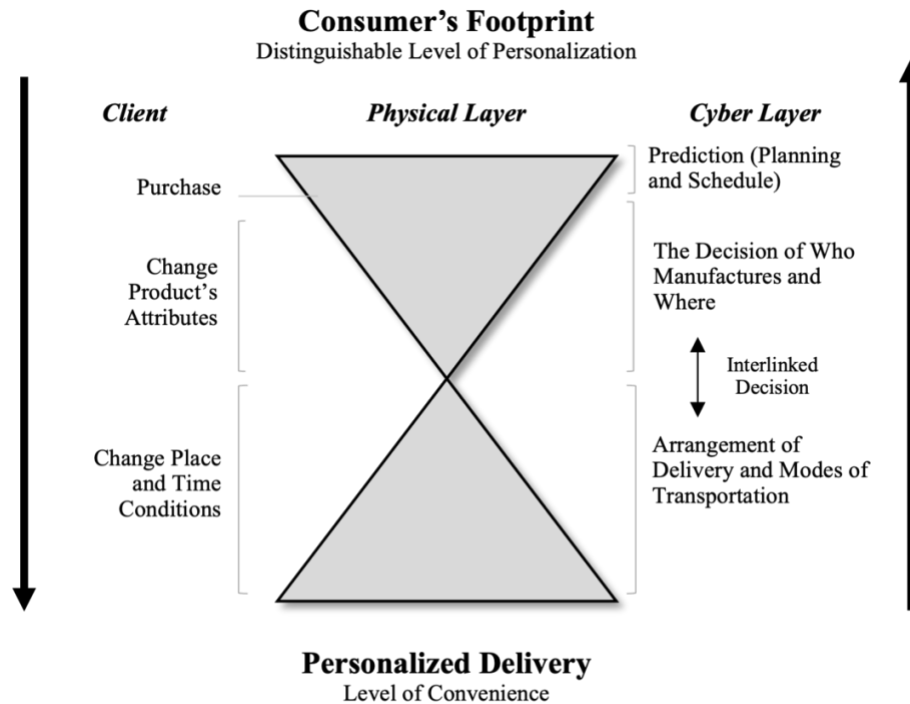 Consumer’s Footprint
Distinguishable Level of Personalization
Client
Physical Layer
Cyber Layer
Purchase
Change
Product’s
Attributes
Change Place
and Time
Conditions
Prediction (Planning
and Schedule)
The Decision of Who
Manufactures and
Where
Interlinked
Decision
Arrangement of
Delivery and Modes of
Transportation
Personalized Delivery
Level of Convenience